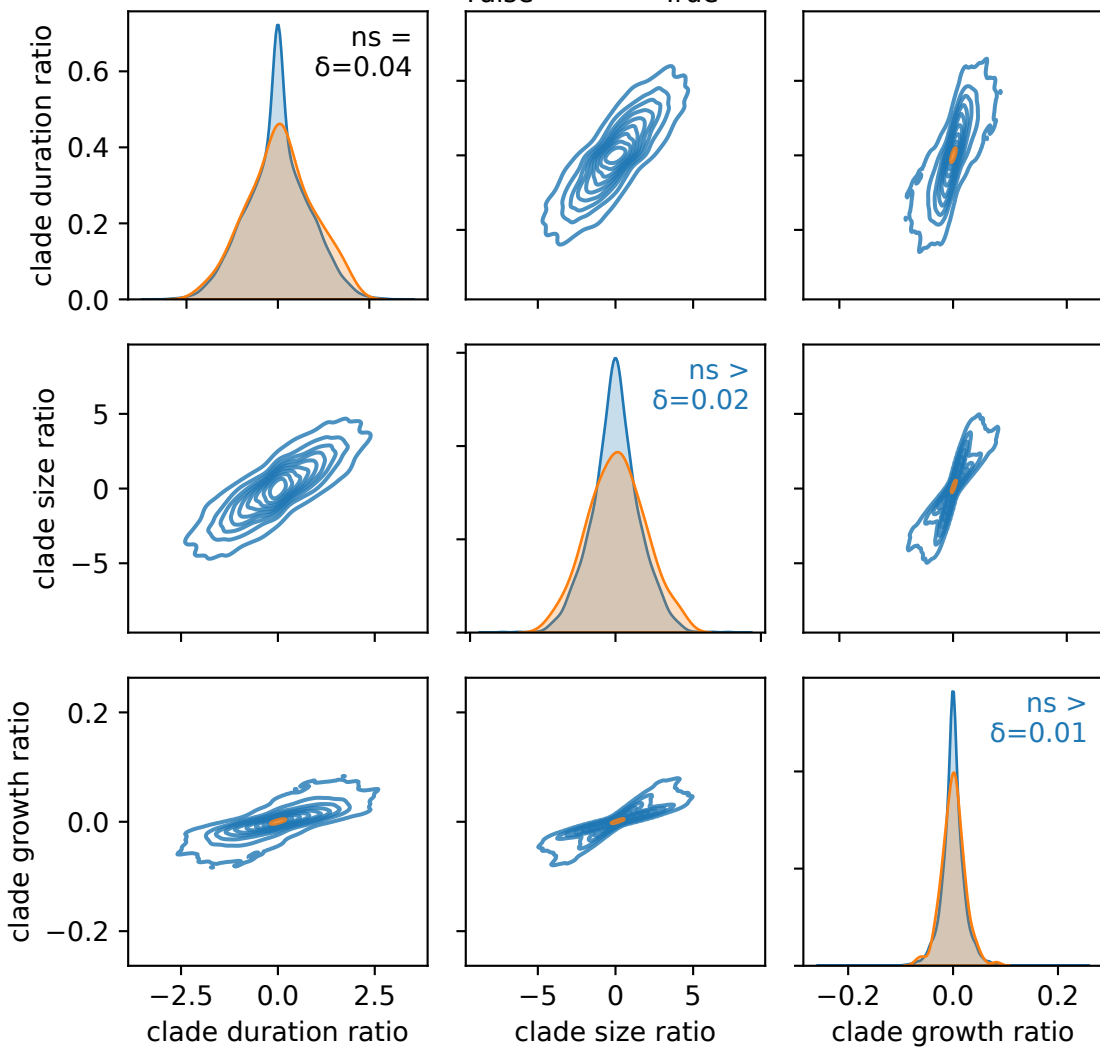 clade duration ratio
0.6
0.4
0.2
0.0
ns =
δ=0.04
clade size ratio
5
0
−5
ns >
δ=0.02
clade growth ratio
0.2
0.0
−0.2
ns >
δ=0.01
−2.5 0.0 2.5
−5 0 5
−0.2 0.0 0.2
clade duration ratio
clade size ratio
clade growth ratio